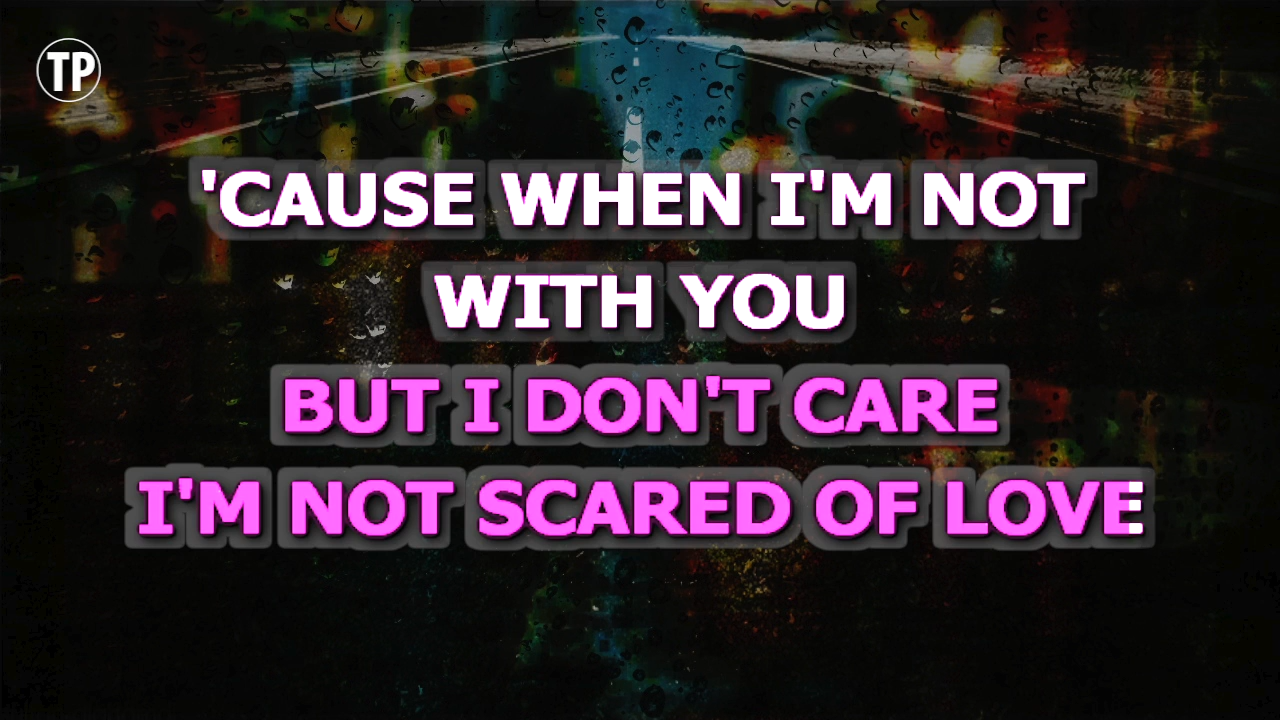 TP
'CAUSE WHEN I'M NOT
WITH YOU
BUT I DON'T CARE
I'M NOT SCARED OF LOVE